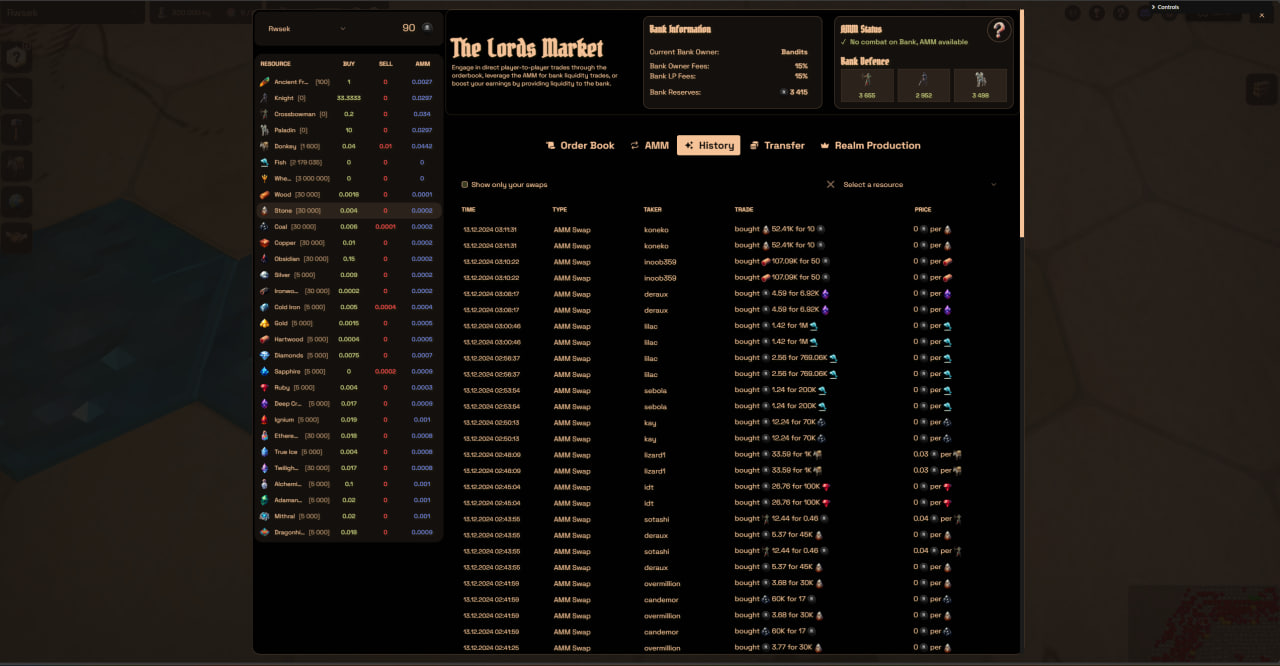 Controls
Rwsek
90
RESOURCE BUY SELL AMM
Ancient Fr... [100] 1 0 0.0027
Knight [0] 33.3333 0 0.0297
Crossbowman [0] 0.2 0 0.034
Paladin [0] 10 0 0.0297
Donkey [1 600] 0.04 0.01 0.0442
Fish [2 179 035] 0 0 0
Whe... [3 000 000] 0 0 0
Wood [30 000] 0.0018 0 0.0001
Stone [30 000] 0.004 0 0.0002
Coal [30 000] 0.006 0.0001 0.0002
Copper [30 000] 0.01 0 0.0002
Obsidian [30 000] 0.15 0 0.0002
Silver [5 000] 0.009 0 0.0002
Ironwo... [30 000] 0.0002 0 0.0002
Cold Iron [5 000] 0.005 0.0004 0.0004
Gold [5 000] 0.0015 0 0.0005
Hartwood [5 000] 0.0004 0 0.0005
Diamonds [5 000] 0.0075 0 0.0007
Sapphire [5 000] 0 0.0002 0.0009
Ruby [5 000] 0.004 0 0.0003
Deep Cr... [5 000] 0.017 0 0.0009
Ignium [5 000] 0.019 0 0.001
Ethere... [30 000] 0.018 0 0.0008
True Ice [5 000] 0.004 0 0.0008
Twiligh... [30 000] 0.017 0 0.0008
Alchemi... [5 000] 0.1 0 0.001
Adaman... [5 000] 0.02 0 0.001
Mithral [5 000] 0.02 0 0.001
Dragonhi... [5 000] 0.018 0 0.0009
The Lords Market
Engage in direct player-to-player trades through the
orderbook, leverage the AMM for bank liquidity trades, or
boost your earnings by providing liquidity to the bank.
Bank Information
Current Bank Owner: Bandits
Bank Owner Fees: 15%
Bank LP Fees: 15%
Bank Reserves: 3 415
AMM Status
✓ No combat on Bank, AMM available
Bank Defence
3 655 2 952 3 498
?
Order Book AMM History Transfer Realm Production
Show only your swaps Select a resource
TIME TYPE TAKER TRADE PRICE
13.12.2024 03:11:31 AMM Swap koneko bought 52.41K for 10 0 per
13.12.2024 03:11:31 AMM Swap koneko bought 52.41K for 10 0 per
13.12.2024 03:10:22 AMM Swap inoob359 bought 107.09K for 50 0 per
13.12.2024 03:10:22 AMM Swap inoob359 bought 107.09K for 50 0 per
13.12.2024 03:08:17 AMM Swap deraux bought 4.59 for 6.92K 0 per
13.12.2024 03:08:17 AMM Swap deraux bought 4.59 for 6.92K 0 per
13.12.2024 03:00:46 AMM Swap lilac bought 1.42 for 1M 0 per
13.12.2024 03:00:46 AMM Swap lilac bought 1.42 for 1M 0 per
13.12.2024 02:56:37 AMM Swap lilac bought 2.56 for 769.06K 0 per
13.12.2024 02:56:37 AMM Swap lilac bought 2.56 for 769.06K 0 per
13.12.2024 02:53:54 AMM Swap sebola bought 1.24 for 200K 0 per
13.12.2024 02:53:54 AMM Swap sebola bought 1.24 for 200K 0 per
13.12.2024 02:50:13 AMM Swap kay bought 12.24 for 70K 0 per
13.12.2024 02:50:13 AMM Swap kay bought 12.24 for 70K 0 per
13.12.2024 02:48:09 AMM Swap lizard1 bought 33.59 for 1K 0.03 per
13.12.2024 02:48:09 AMM Swap lizard1 bought 33.59 for 1K 0.03 per
13.12.2024 02:45:04 AMM Swap idt bought 26.76 for 100K 0 per
13.12.2024 02:45:04 AMM Swap idt bought 26.76 for 100K 0 per
13.12.2024 02:43:55 AMM Swap sotashi bought 12.44 for 0.46 0.04 per
13.12.2024 02:43:55 AMM Swap deraux bought 5.37 for 45K 0 per
13.12.2024 02:43:55 AMM Swap sotashi bought 12.44 for 0.46 0.04 per
13.12.2024 02:43:55 AMM Swap deraux bought 5.37 for 45K 0 per
13.12.2024 02:41:59 AMM Swap overmillion bought 3.68 for 30K 0 per
13.12.2024 02:41:59 AMM Swap candemor bought 60K for 17 0 per
13.12.2024 02:41:59 AMM Swap overmillion bought 3.68 for 30K 0 per
13.12.2024 02:41:59 AMM Swap candemor bought 60K for 17 0 per
13.12.2024 02:41:25 AMM Swap overmillion bought 3.77 for 30K 0 per